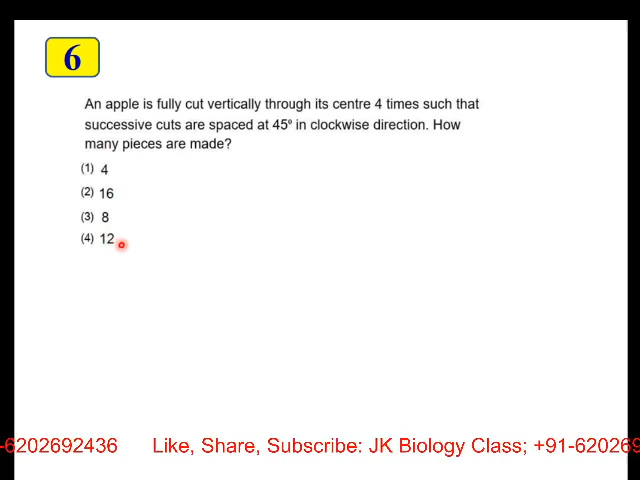 6
An apple is fully cut vertically through its centre 4 times such that
successive cuts are spaced at 45° in clockwise direction. How
many pieces are made?
(1) 4
(2) 16
(3) 8
(4) 12
-6202692436 Like, Share, Subscribe: JK Biology Class; +91-620269